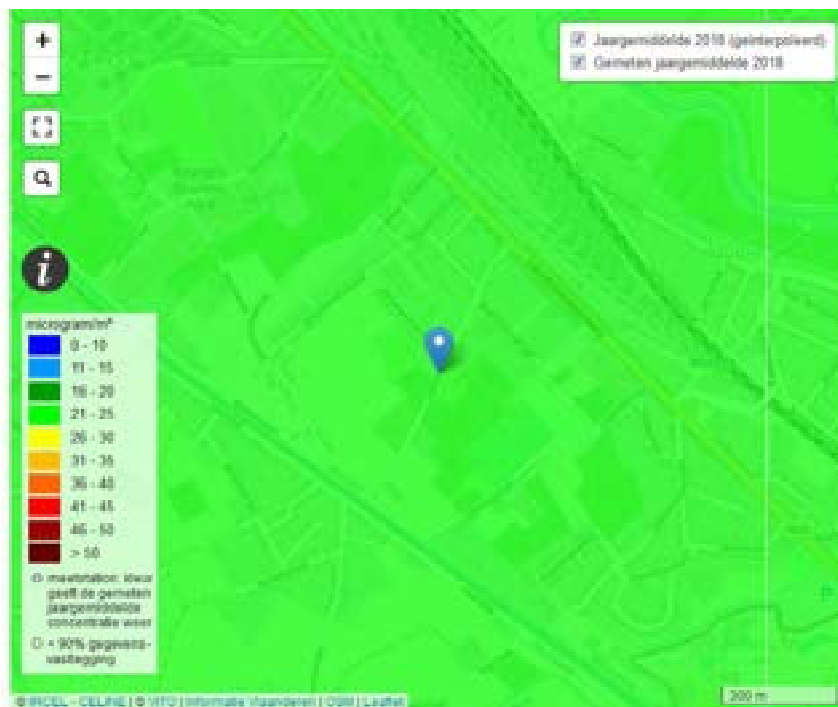 +
−
Jaargemiddelde 2018 (geïnterpoleerd)
Gemeten jaargemiddelde 2018
i
microgram/m³
0 - 10
11 - 15
16 - 20
21 - 25
26 - 30
31 - 35
36 - 40
41 - 45
46 - 50
> 50
meetstation: kleur
geeft de gemeten
jaargemiddelde
concentratie weer
< 90% gegevens-
vastlegging
200 m
© IRCEL - CELINE | © VITO | Informatie Vlaanderen | OSM | Leaflet